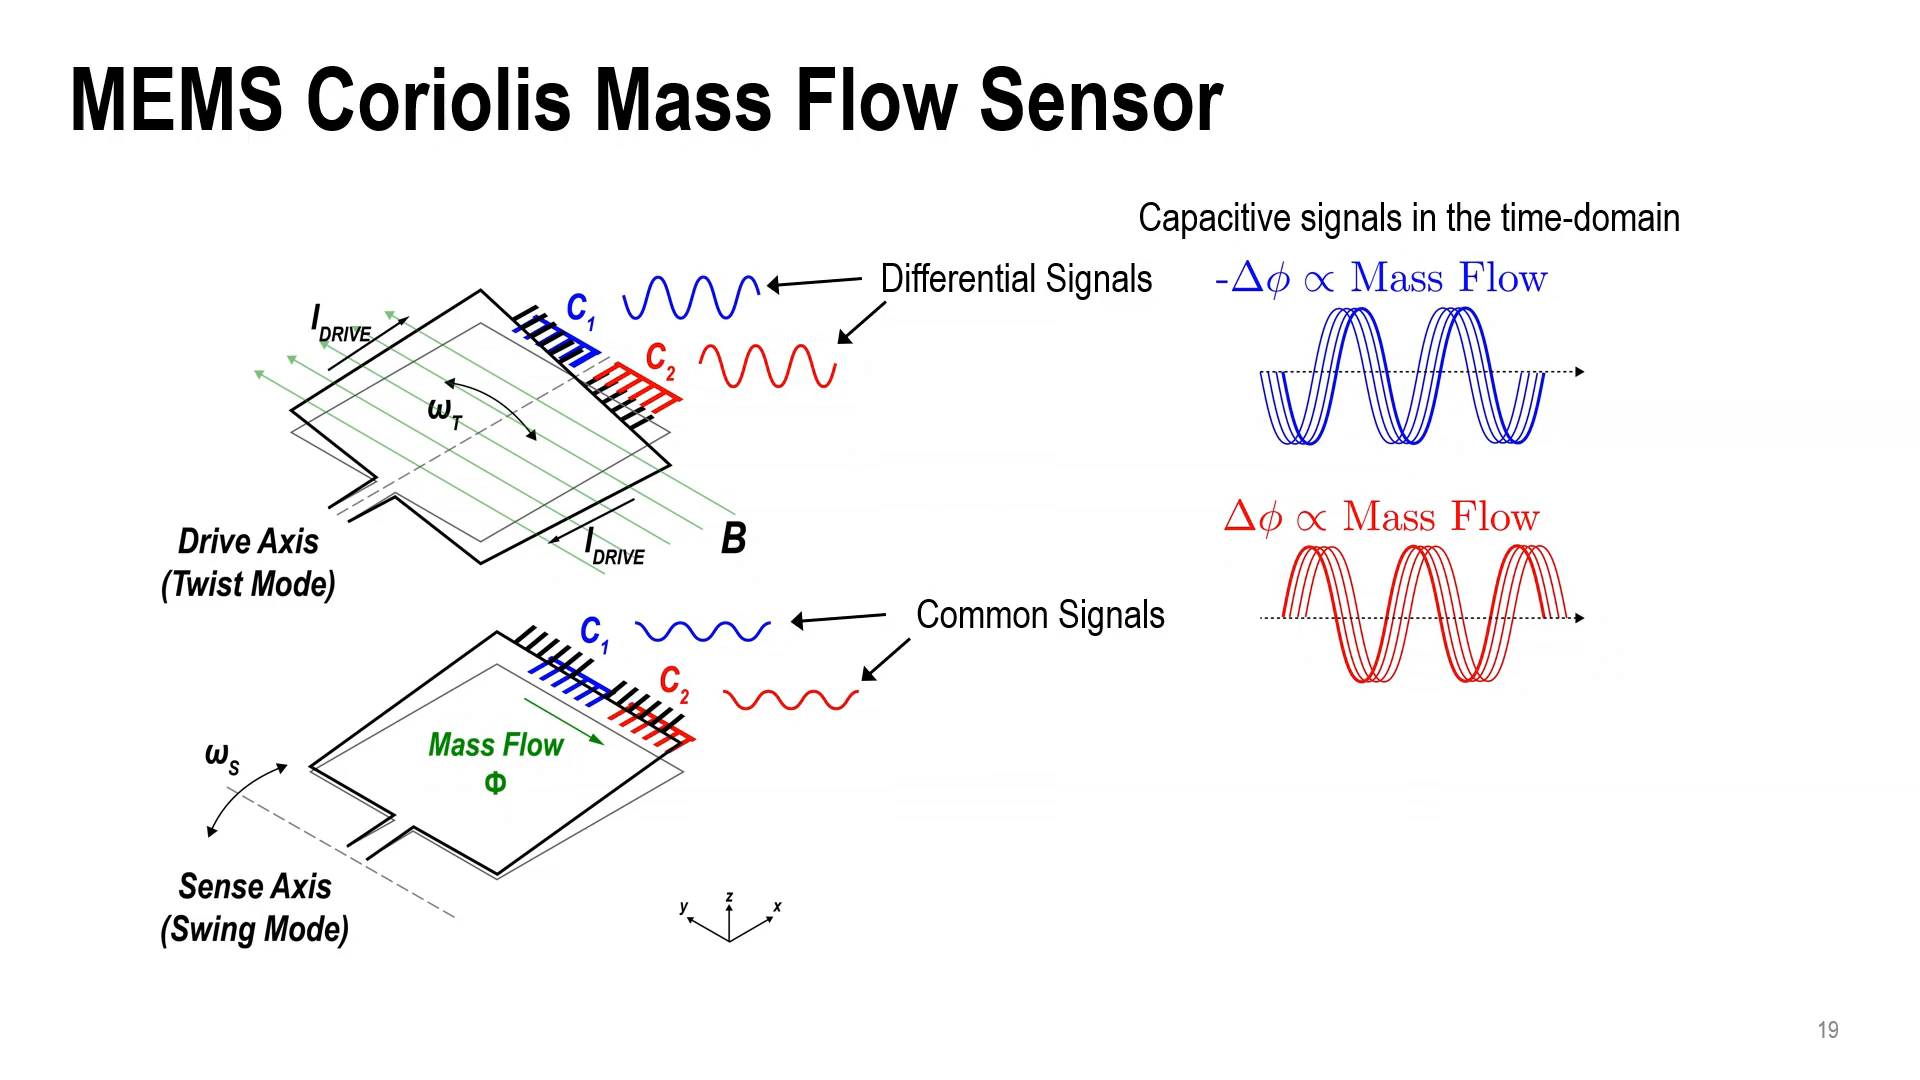 MEMS Coriolis Mass Flow Sensor
Capacitive signals in the time-domain
Differential Signals
-Δϕ ∝ Mass Flow
I_DRIVE
C_1
C_2
ω_T
I_DRIVE
B
Drive Axis
(Twist Mode)
Δϕ ∝ Mass Flow
Common Signals
C_1
C_2
Mass Flow
Φ
ω_S
Sense Axis
(Swing Mode)
y z x
19